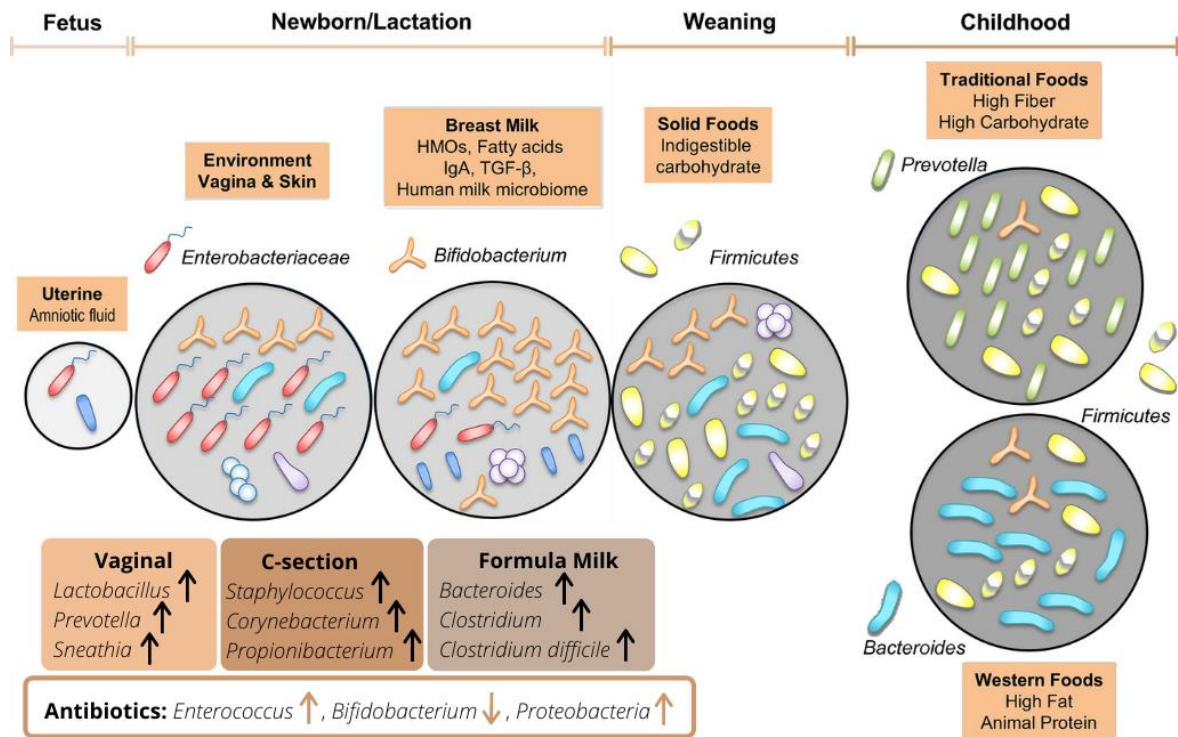 Fetus
Newborn/Lactation
Weaning
Childhood
Uterine
Amniotic fluid
Environment
Vagina & Skin
Enterobacteriaceae
Breast Milk
HMOs, Fatty acids
IgA, TGF-β,
Human milk microbiome
Bifidobacterium
Solid Foods
Indigestible
carbohydrate
Firmicutes
Traditional Foods
High Fiber
High Carbohydrate
Prevotella
Firmicutes
Bacteroides
Western Foods
High Fat
Animal Protein
Vaginal
Lactobacillus ↑
Prevotella ↑
Sneathia ↑
C-section
Staphylococcus ↑
Corynebacterium ↑
Propionibacterium ↑
Formula Milk
Bacteroides ↑
Clostridium ↑
Clostridium difficile ↑
Antibiotics: Enterococcus ↑, Bifidobacterium ↓, Proteobacteria ↑